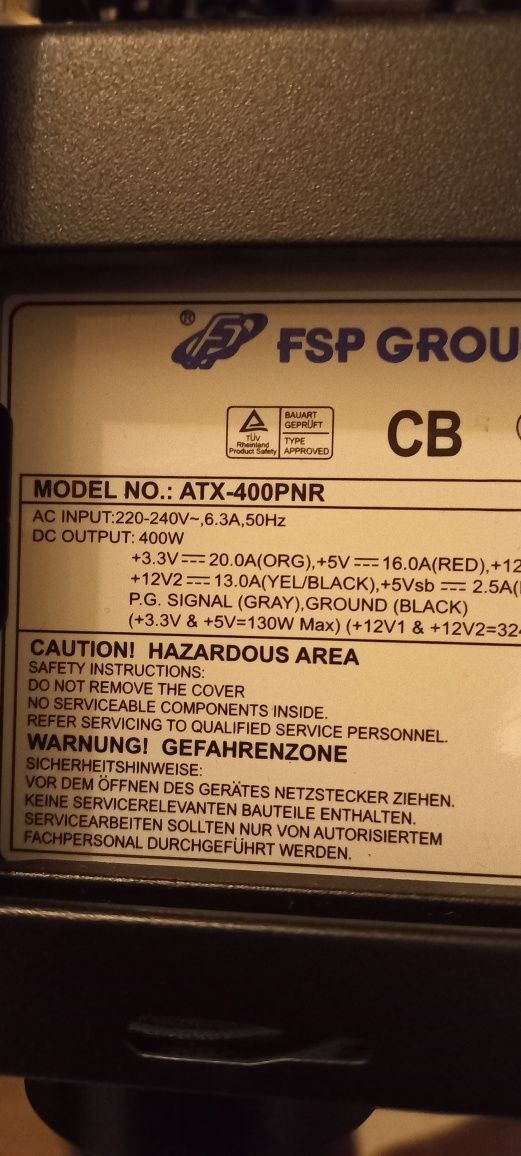 ® FSP GROU
TÜV
Rheinland
Product Safety
BAUART
GEPRÜFT
TYPE
APPROVED
CB
MODEL NO.: ATX-400PNR
AC INPUT:220-240V~,6.3A,50Hz
DC OUTPUT: 400W
+3.3V ⎓ 20.0A(ORG),+5V ⎓ 16.0A(RED),+12
+12V2 ⎓ 13.0A(YEL/BLACK),+5Vsb ⎓ 2.5A(
P.G. SIGNAL (GRAY),GROUND (BLACK)
(+3.3V & +5V=130W Max) (+12V1 & +12V2=324
CAUTION! HAZARDOUS AREA
SAFETY INSTRUCTIONS:
DO NOT REMOVE THE COVER
NO SERVICEABLE COMPONENTS INSIDE.
REFER SERVICING TO QUALIFIED SERVICE PERSONNEL.
WARNUNG! GEFAHRENZONE
SICHERHEITSHINWEISE:
VOR DEM ÖFFNEN DES GERÄTES NETZSTECKER ZIEHEN.
KEINE SERVICERELEVANTEN BAUTEILE ENTHALTEN.
SERVICEARBEITEN SOLLTEN NUR VON AUTORISIERTEM
FACHPERSONAL DURCHGEFÜHRT WERDEN.